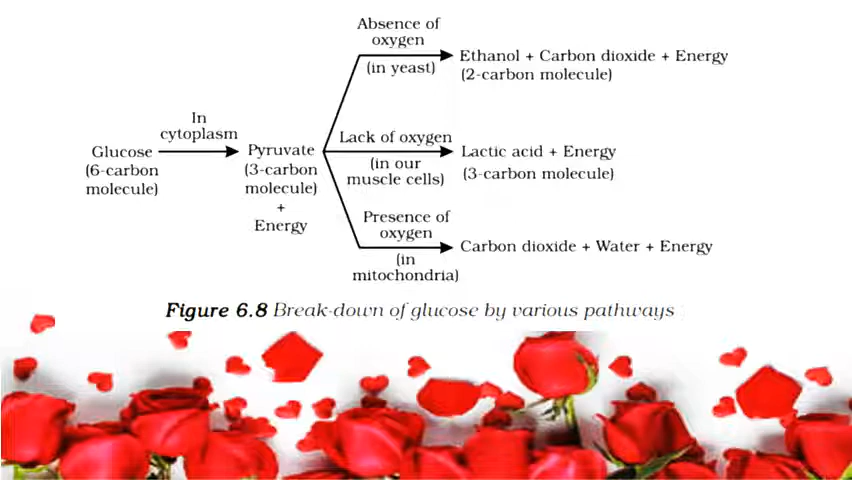 Absence of
oxygen
(in yeast)
Ethanol + Carbon dioxide + Energy
(2-carbon molecule)
In
cytoplasm
Glucose
(6-carbon
molecule)
Pyruvate
(3-carbon
molecule)
+
Energy
Lack of oxygen
(in our
muscle cells)
Lactic acid + Energy
(3-carbon molecule)
Presence of
oxygen
(in
mitochondria)
Carbon dioxide + Water + Energy
Figure 6.8 Break-down of glucose by various pathways